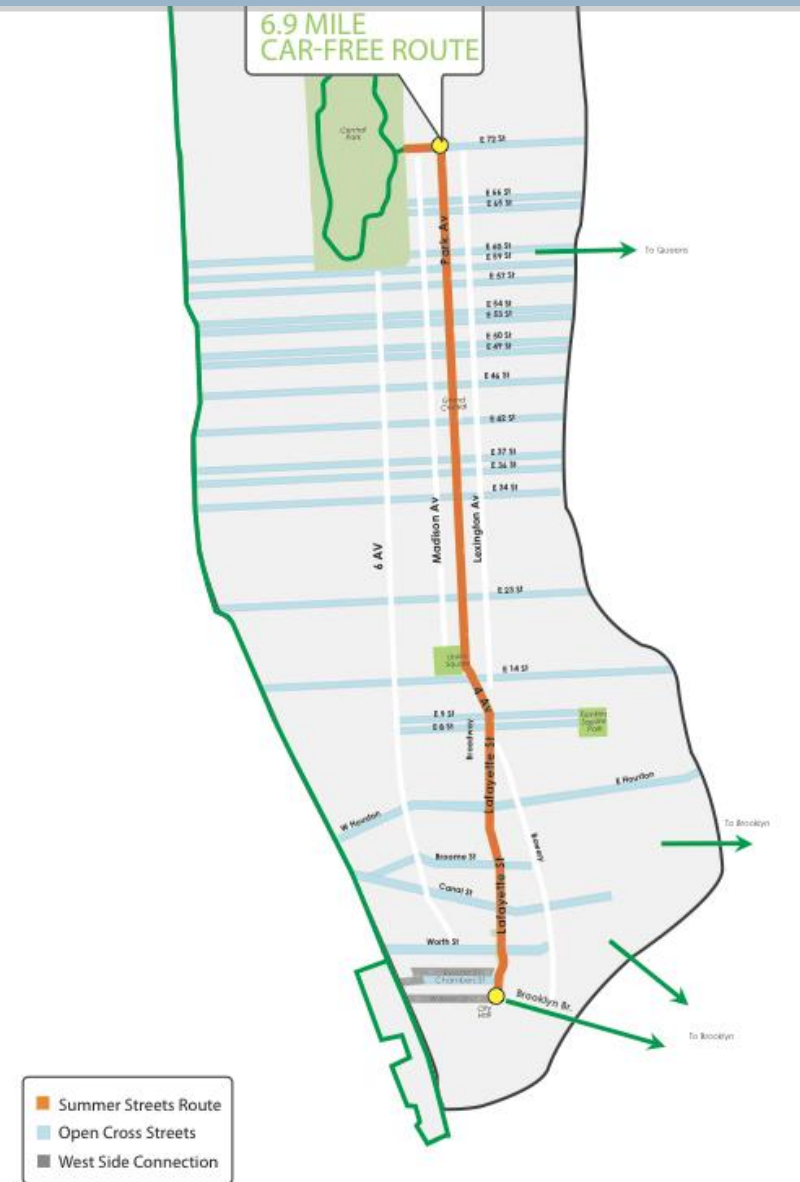 6.9 MILE
CAR-FREE ROUTE
Central
Park
E 72 St
E 66 St
E 65 St
Park Av
E 60 St
E 59 St
To Queens
E 57 St
E 54 St
E 53 St
E 50 St
E 49 St
E 46 St
Grand
Central
E 42 St
E 37 St
E 36 St
E 34 St
6 AV
Madison Av
Lexington Av
E 23 St
Union
Square
E 14 St
4 Av
E 9 St
E 8 St
Tompkins
Square
Park
Broadway
Lafayette St
E Houston
W Houston
To Brooklyn
Bowery
Broome St
Canal St
Lafayette St
Worth St
Chambers St
Brooklyn Br.
City
Hall
To Brooklyn
Summer Streets Route
Open Cross Streets
West Side Connection